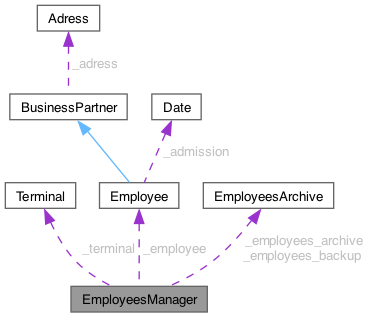 Adress
_adress
BusinessPartner
Date
_admission
Terminal
Employee
EmployeesArchive
_terminal
_employee
_employees_archive
_employees_backup
EmployeesManager